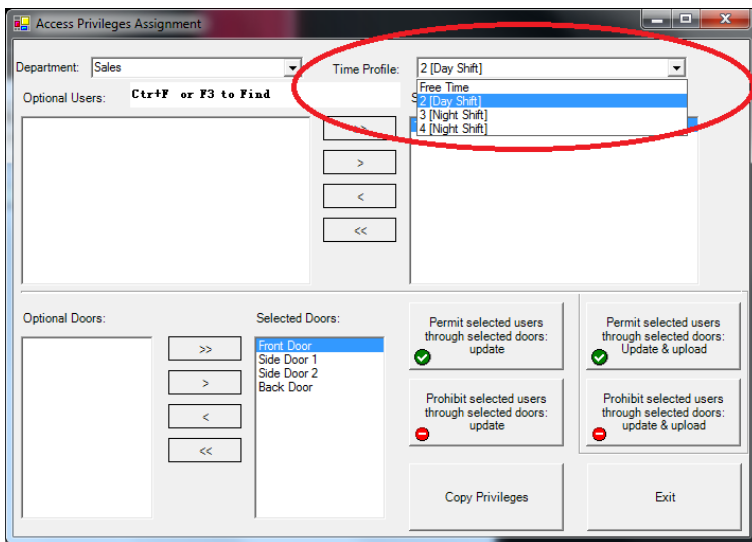 Access Privileges Assignment
Department: Sales
Time Profile: 2 [Day Shift]
Free Time
2 [Day Shift]
3 [Night Shift]
4 [Night Shift]
Optional Users: Ctr+F or F3 to Find
>
<
<<
Optional Doors:
Selected Doors:
>>
>
<
<<
Front Door
Side Door 1
Side Door 2
Back Door
Permit selected users
through selected doors:
update
Permit selected users
through selected doors:
Update & upload
Prohibit selected users
through selected doors:
update
Prohibit selected users
through selected doors:
update & upload
Copy Privileges
Exit